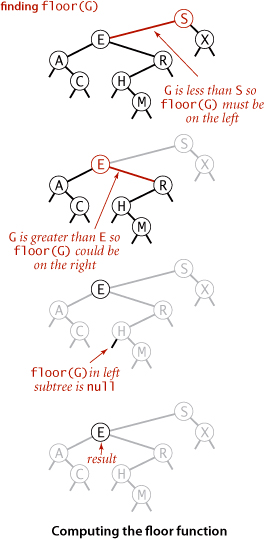 finding floor(G)
S
E
X
A
R
C
H
M
G is less than S so
floor(G) must be
on the left
S
E
X
A
R
C
H
M
G is greater than E so
floor(G) could be
on the right
S
E
X
A
R
C
H
M
floor(G)in left
subtree is null
S
E
X
A
R
result
C
H
M
Computing the floor function